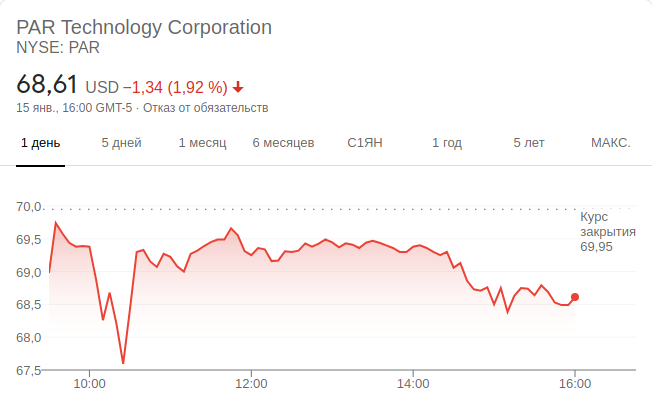 PAR Technology Corporation
NYSE: PAR
68,61 USD −1,34 (1,92 %)
15 янв., 16:00 GMT-5 · Отказ от обязательств
1 день 5 дней 1 месяц 6 месяцев С1ЯН 1 год 5 лет МАКС.
70,0
Курс
закрытия
69,95
69,5
69,0
68,5
68,0
67,5
10:00 12:00 14:00 16:00